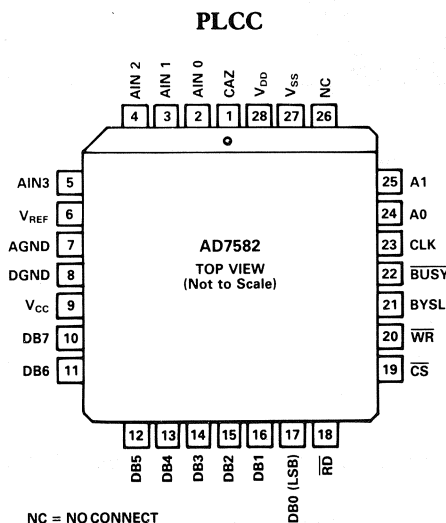 PLCC
AIN 2
AIN 1
AIN 0
CAZ
VDD
VSS
NC
4 3 2 1 28 27 26
AIN3 5
VREF 6
AGND 7
DGND 8
VCC 9
DB7 10
DB6 11
AD7582
TOP VIEW
(Not to Scale)
25 A1
24 A0
23 CLK
22 BUSY
21 BYSL
20 WR
19 CS
12 13 14 15 16 17 18
DB5
DB4
DB3
DB2
DB1
DB0 (LSB)
RD
NC = NO CONNECT